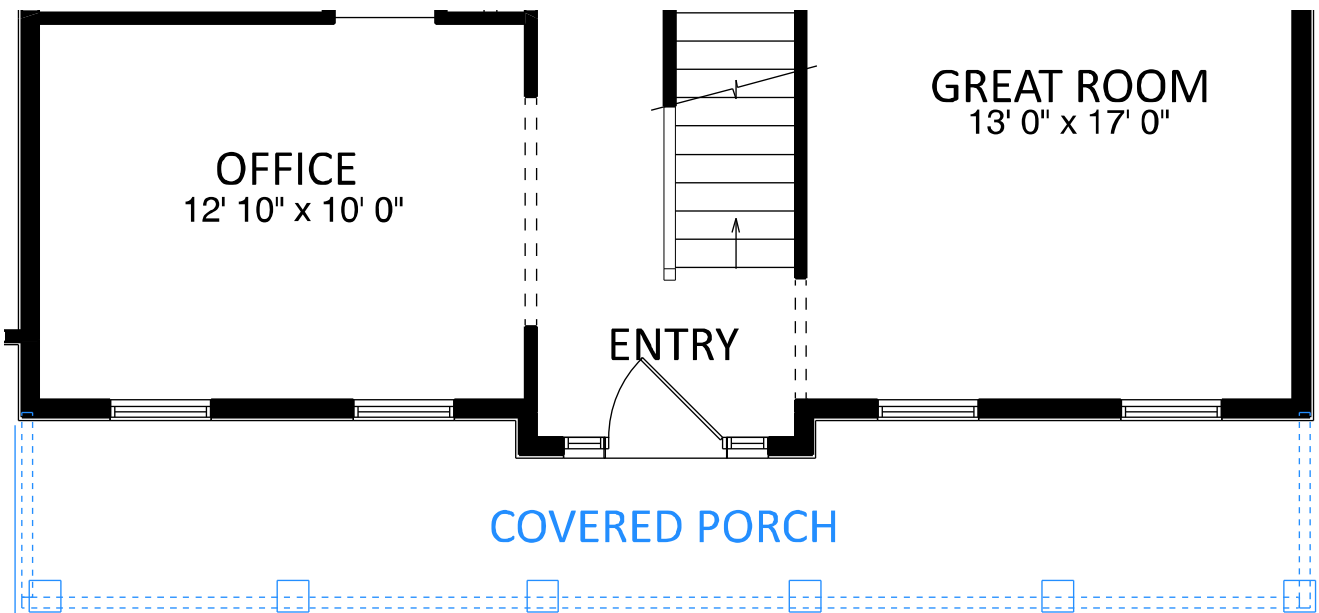 GREAT ROOM
13' 0" x 17' 0"
OFFICE
12' 10" x 10' 0"
ENTRY
COVERED PORCH